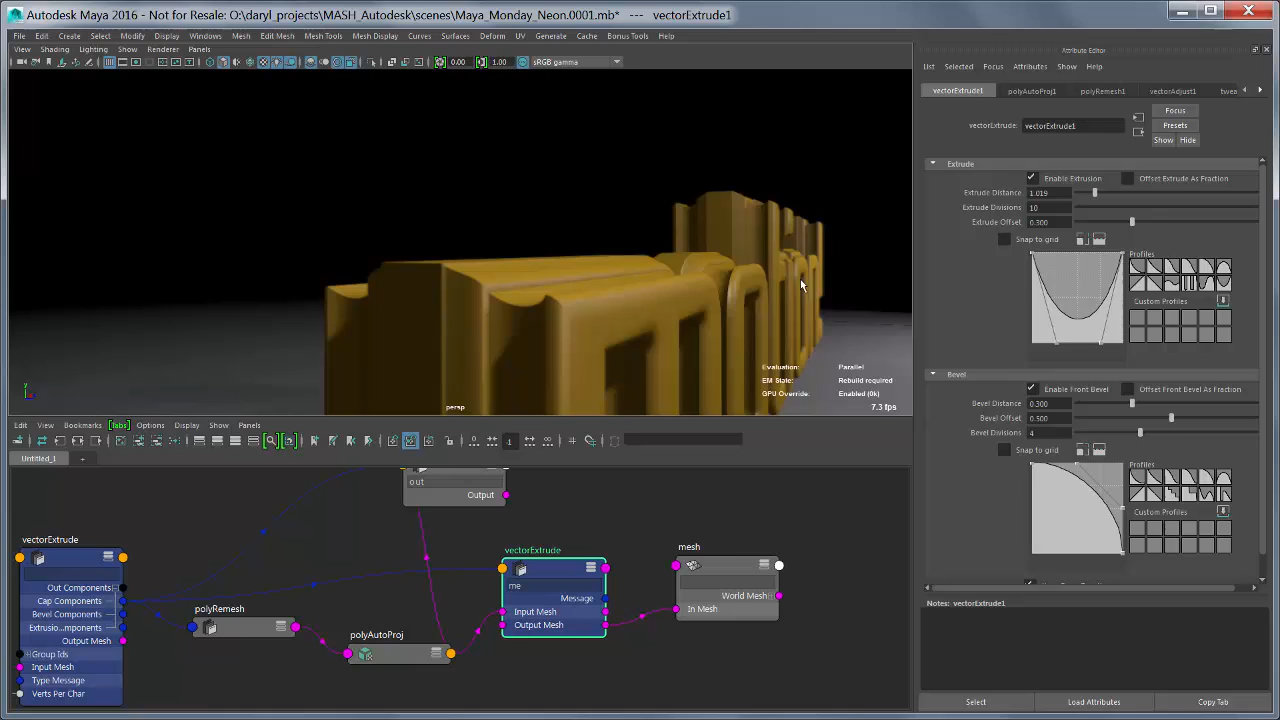 Autodesk Maya 2016 - Not for Resale: O:\daryl_projects\MASH_Autodesk\scenes\Maya_Monday_Neon.0001.mb* --- vectorExtrude1
File Edit Create Select Modify Display Windows Mesh Edit Mesh Mesh Tools Mesh Display Curves Surfaces Deform UV Generate Cache Bonus Tools Help
View Shading Lighting Show Renderer Panels
0.00 1.00 sRGB gamma
Evaluation: Parallel
EM State: Rebuild required
GPU Override: Enabled (0k)
7.3 fps
persp
Edit View Bookmarks Tabs Options Display Show Panels
Untitled_1 +
out
Output
vectorExtrude
Out Components
Cap Components
Bevel Components
Extrusio...mponents
Output Mesh
Group Ids
Input Mesh
Type Message
Verts Per Char
polyRemesh
polyAutoProj
vectorExtrude
me
Message
Input Mesh
Output Mesh
mesh
World Mesh
In Mesh
Attribute Editor
List Selected Focus Attributes Show Help
vectorExtrude1 polyAutoProj1 polyRemesh1 vectorAdjust1 twea
vectorExtrude: vectorExtrude1
Focus
Presets
Show Hide
Extrude
Enable Extrusion Offset Extrude As Fraction
Extrude Distance 1.019
Extrude Divisions 10
Extrude Offset 0.300
Snap to grid
Profiles
Custom Profiles
Bevel
Enable Front Bevel Offset Front Bevel As Fraction
Bevel Distance 0.300
Bevel Offset 0.500
Bevel Divisions 4
Snap to grid
Profiles
Custom Profiles
Notes: vectorExtrude1
Select Load Attributes Copy Tab